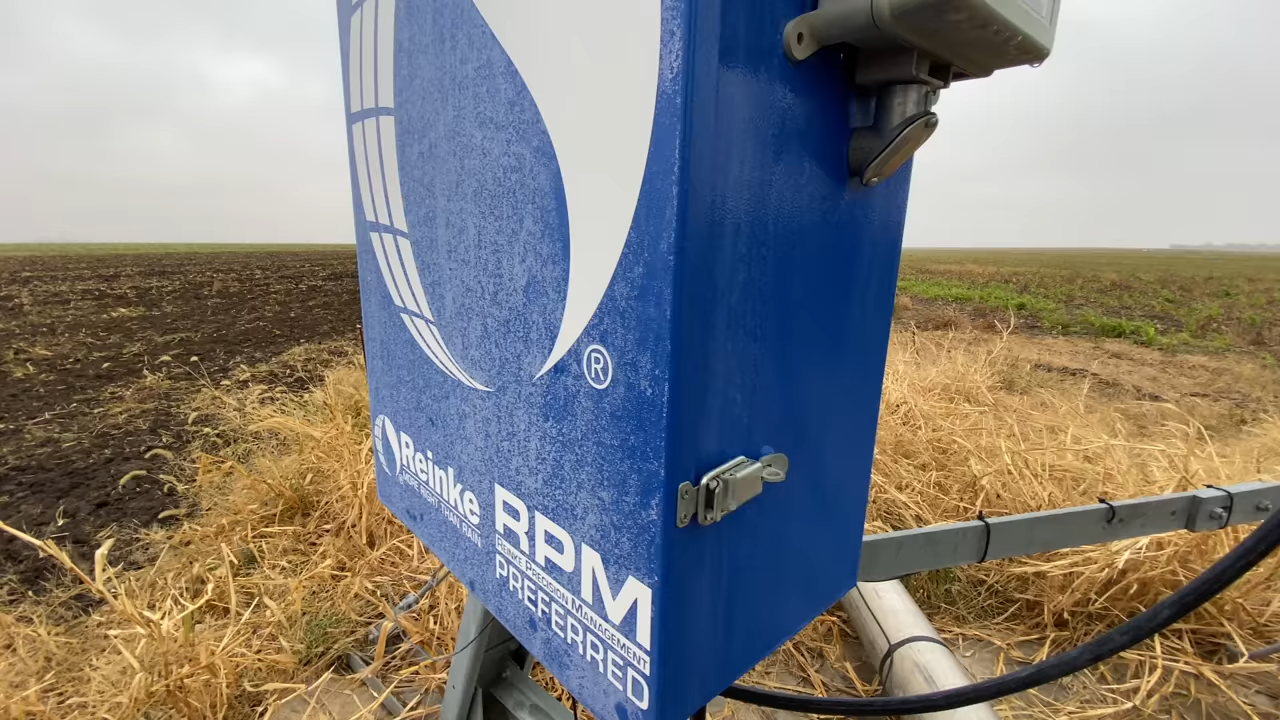 ®
Reinke
MORE RIGHT THAN RAIN
RPM
REINKE PRECISION MANAGEMENT
PREFERRED